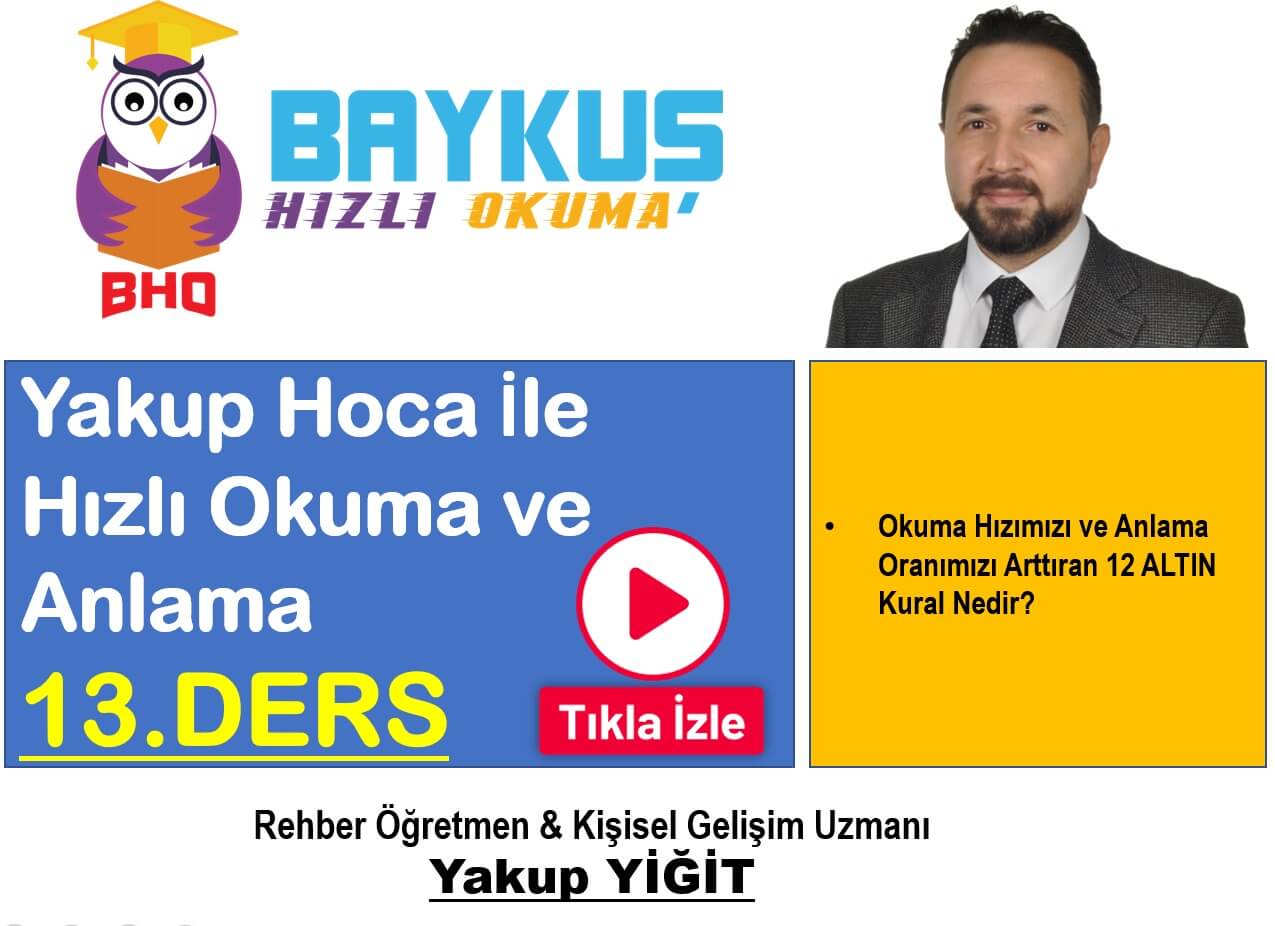 BAYKUS
HIZLI OKUMA'
BHO
Yakup Hoca İle
Hızlı Okuma ve
Anlama
13.DERS
Tıkla İzle
• Okuma Hızımızı ve Anlama
Oranımızı Arttıran 12 ALTIN
Kural Nedir?
Rehber Öğretmen & Kişisel Gelişim Uzmanı
Yakup YİĞİT